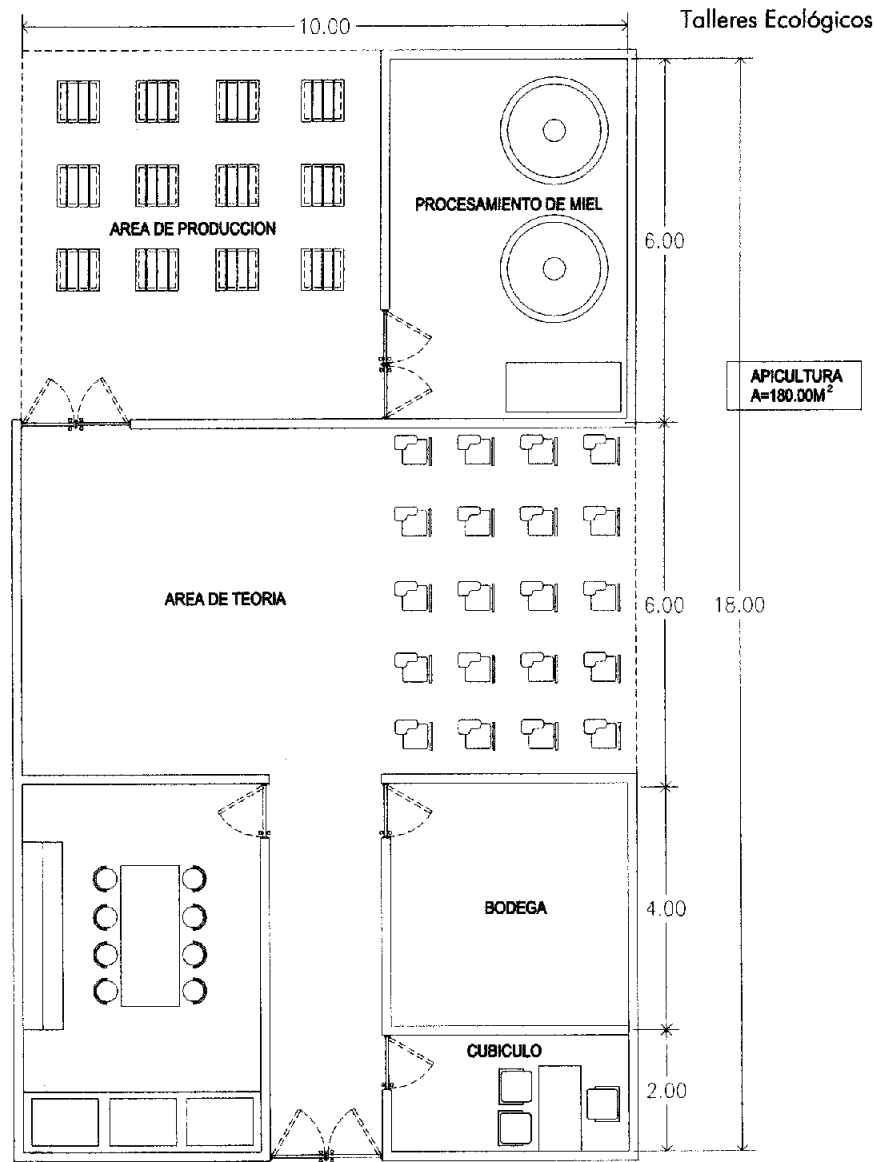 Talleres Ecológicos
10.00
PROCESAMIENTO DE MIEL
AREA DE PRODUCCION
6.00
APICULTURA
A=180.00M²
AREA DE TEORIA
6.00
18.00
BODEGA
4.00
CUBICULO
2.00